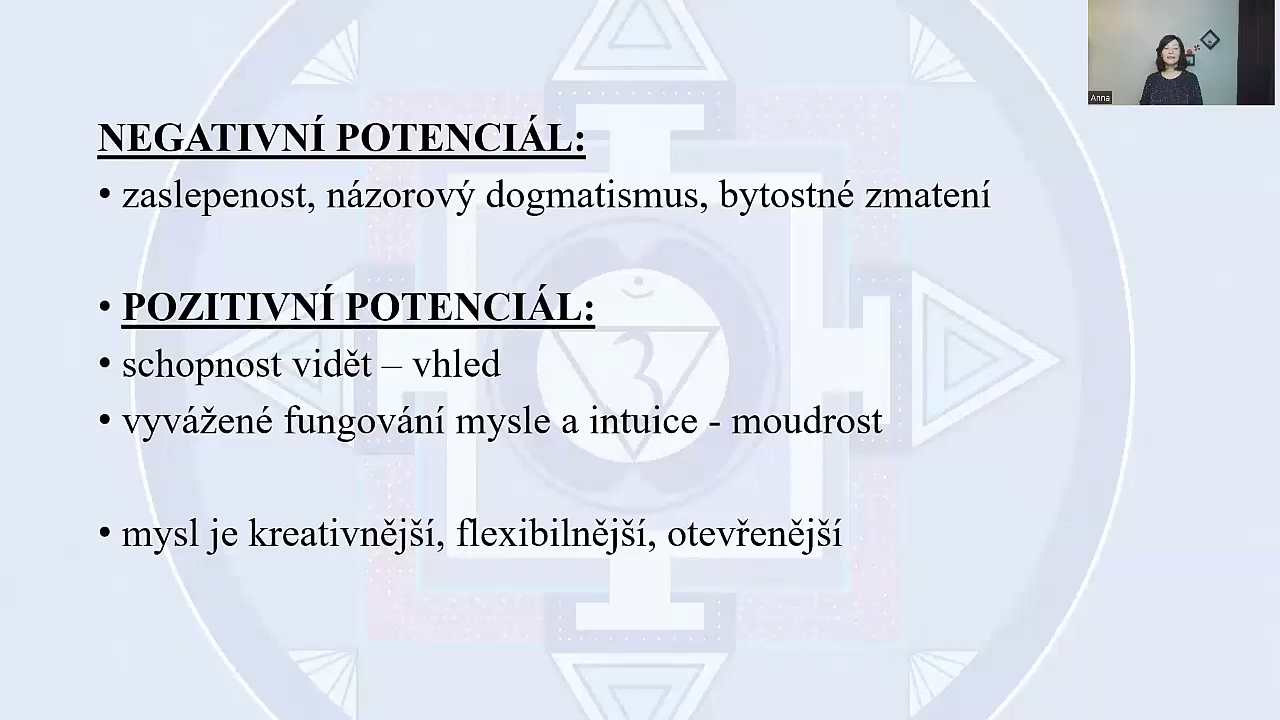 NEGATIVNÍ POTENCIÁL:
• zaslepenost, názorový dogmatismus, bytostné zmatení
• POZITIVNÍ POTENCIÁL:
• schopnost vidět – vhled
• vyvážené fungování mysle a intuice - moudrost
• mysl je kreativnější, flexibilnější, otevřenější
Anna